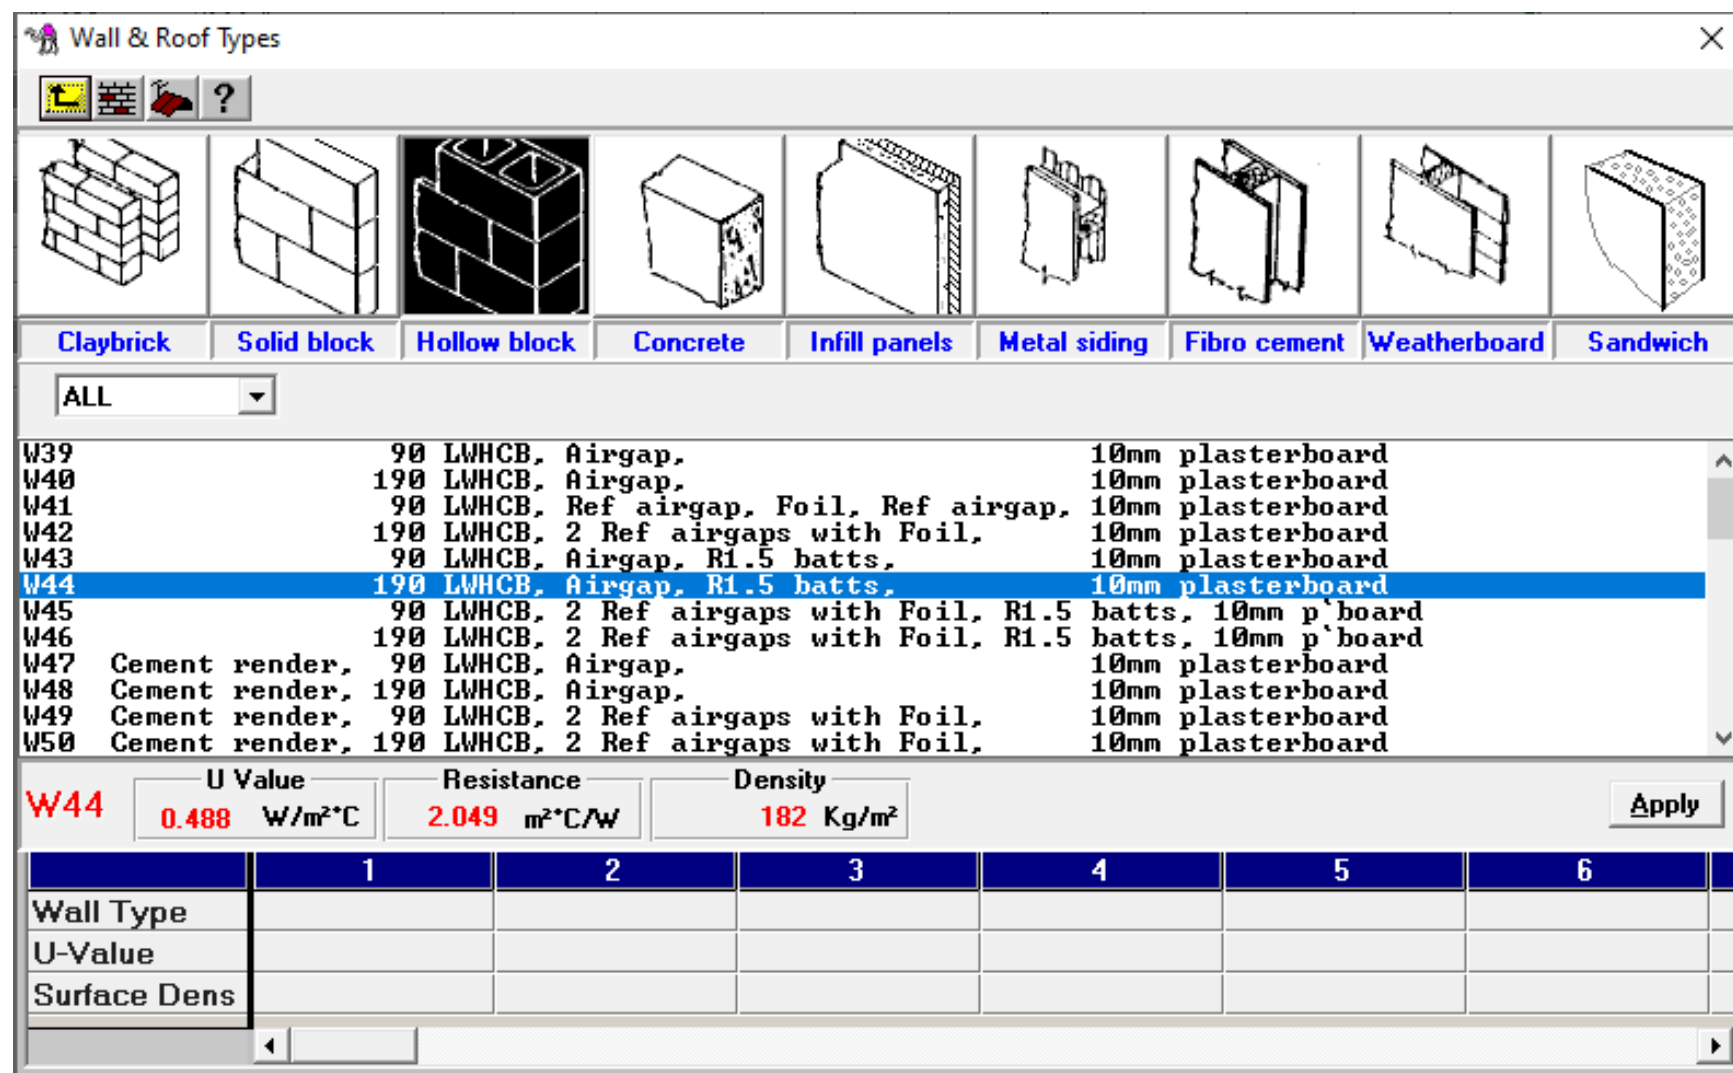 Wall & Roof Types
?
Claybrick Solid block Hollow block Concrete Infill panels Metal siding Fibro cement Weatherboard Sandwich
ALL
W39 90 LWHCB, Airgap, 10mm plasterboard
W40 190 LWHCB, Airgap, 10mm plasterboard
W41 90 LWHCB, Ref airgap, Foil, Ref airgap, 10mm plasterboard
W42 190 LWHCB, 2 Ref airgaps with Foil, 10mm plasterboard
W43 90 LWHCB, Airgap, R1.5 batts, 10mm plasterboard
W44 190 LWHCB, Airgap, R1.5 batts, 10mm plasterboard
W45 90 LWHCB, 2 Ref airgaps with Foil, R1.5 batts, 10mm p`board
W46 190 LWHCB, 2 Ref airgaps with Foil, R1.5 batts, 10mm p`board
W47 Cement render, 90 LWHCB, Airgap, 10mm plasterboard
W48 Cement render, 190 LWHCB, Airgap, 10mm plasterboard
W49 Cement render, 90 LWHCB, 2 Ref airgaps with Foil, 10mm plasterboard
W50 Cement render, 190 LWHCB, 2 Ref airgaps with Foil, 10mm plasterboard
U Value Resistance Density
W44 0.488 W/m²°C 2.049 m²°C/W 182 Kg/m² Apply
1 2 3 4 5 6
Wall Type
U-Value
Surface Dens